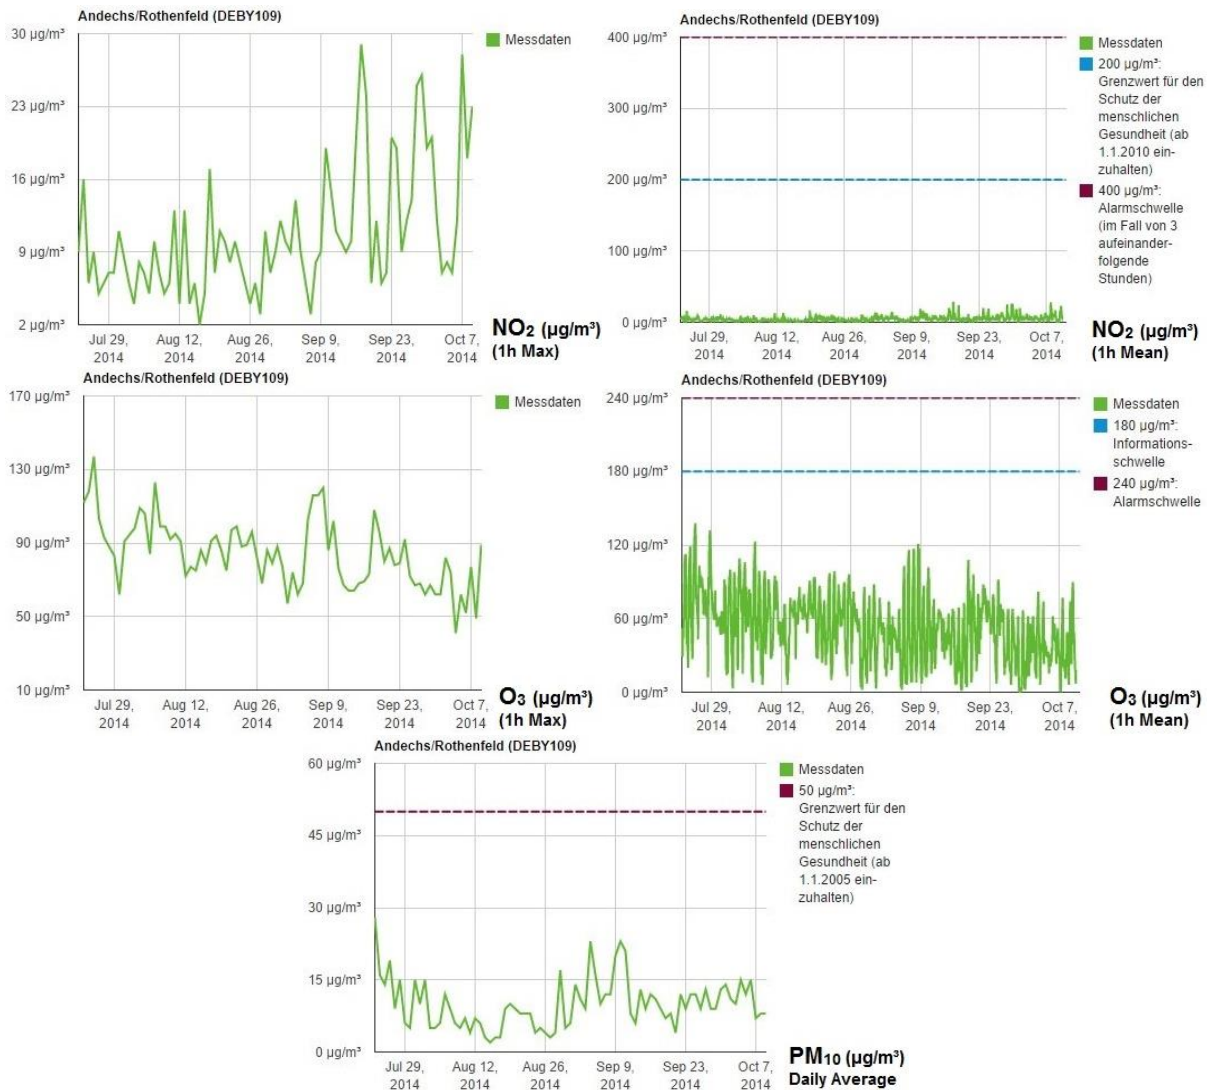 Andechs/Rothenfeld (DEBY109)
30 µg/m³
23 µg/m³
16 µg/m³
9 µg/m³
2 µg/m³
Jul 29, 2014
Aug 12, 2014
Aug 26, 2014
Sep 9, 2014
Sep 23, 2014
Oct 7, 2014
Messdaten
NO₂ (µg/m³)
(1h Max)
Andechs/Rothenfeld (DEBY109)
400 µg/m³
300 µg/m³
200 µg/m³
100 µg/m³
0 µg/m³
Jul 29, 2014
Aug 12, 2014
Aug 26, 2014
Sep 9, 2014
Sep 23, 2014
Oct 7, 2014
Messdaten
200 µg/m³:
Grenzwert für den
Schutz der
menschlichen
Gesundheit (ab
1.1.2010 ein-
zuhalten)
400 µg/m³:
Alarmschwelle
(im Fall von 3
aufeinander-
folgende
Stunden)
NO₂ (µg/m³)
(1h Mean)
Andechs/Rothenfeld (DEBY109)
170 µg/m³
130 µg/m³
90 µg/m³
50 µg/m³
10 µg/m³
Jul 29, 2014
Aug 12, 2014
Aug 26, 2014
Sep 9, 2014
Sep 23, 2014
Oct 7, 2014
Messdaten
O₃ (µg/m³)
(1h Max)
Andechs/Rothenfeld (DEBY109)
240 µg/m³
180 µg/m³
120 µg/m³
60 µg/m³
0 µg/m³
Jul 29, 2014
Aug 12, 2014
Aug 26, 2014
Sep 9, 2014
Sep 23, 2014
Oct 7, 2014
Messdaten
180 µg/m³:
Informations-
schwelle
240 µg/m³:
Alarmschwelle
O₃ (µg/m³)
(1h Mean)
Andechs/Rothenfeld (DEBY109)
60 µg/m³
45 µg/m³
30 µg/m³
15 µg/m³
0 µg/m³
Jul 29, 2014
Aug 12, 2014
Aug 26, 2014
Sep 9, 2014
Sep 23, 2014
Oct 7, 2014
Messdaten
50 µg/m³:
Grenzwert für den
Schutz der
menschlichen
Gesundheit (ab
1.1.2005 ein-
zuhalten)
PM₁₀ (µg/m³)
Daily Average